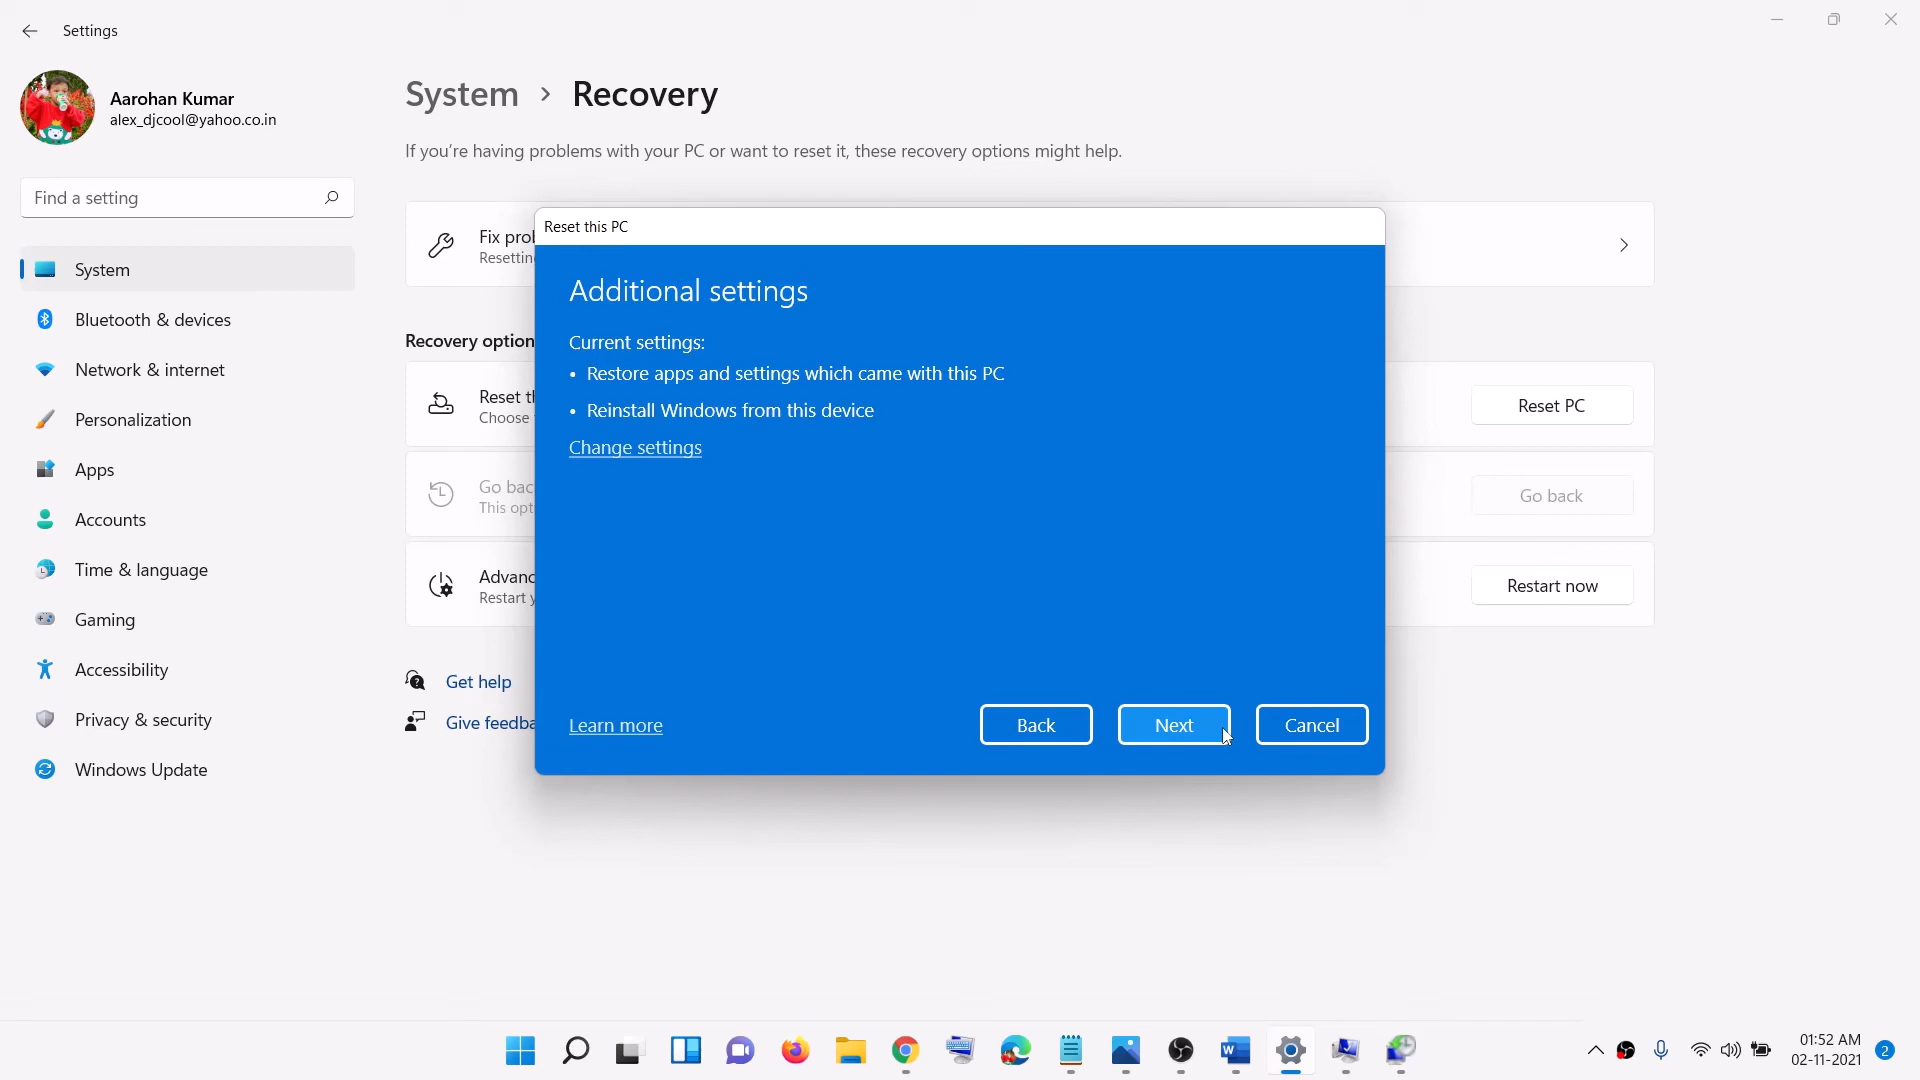 Settings
Aarohan Kumar
alex_djcool@yahoo.co.in
Find a setting
System
Bluetooth & devices
Network & internet
Personalization
Apps
Accounts
Time & language
Gaming
Accessibility
Privacy & security
Windows Update
System > Recovery
If you're having problems with your PC or want to reset it, these recovery options might help.
Fix prob
Resetting
Recovery option
Reset th
Choose
Reset PC
Go bac
This opt
Go back
Advanc
Restart y
Restart now
Get help
Give feedba
Reset this PC
Additional settings
Current settings:
• Restore apps and settings which came with this PC
• Reinstall Windows from this device
Change settings
Learn more
Back
Next
Cancel
01:52 AM
02-11-2021
2